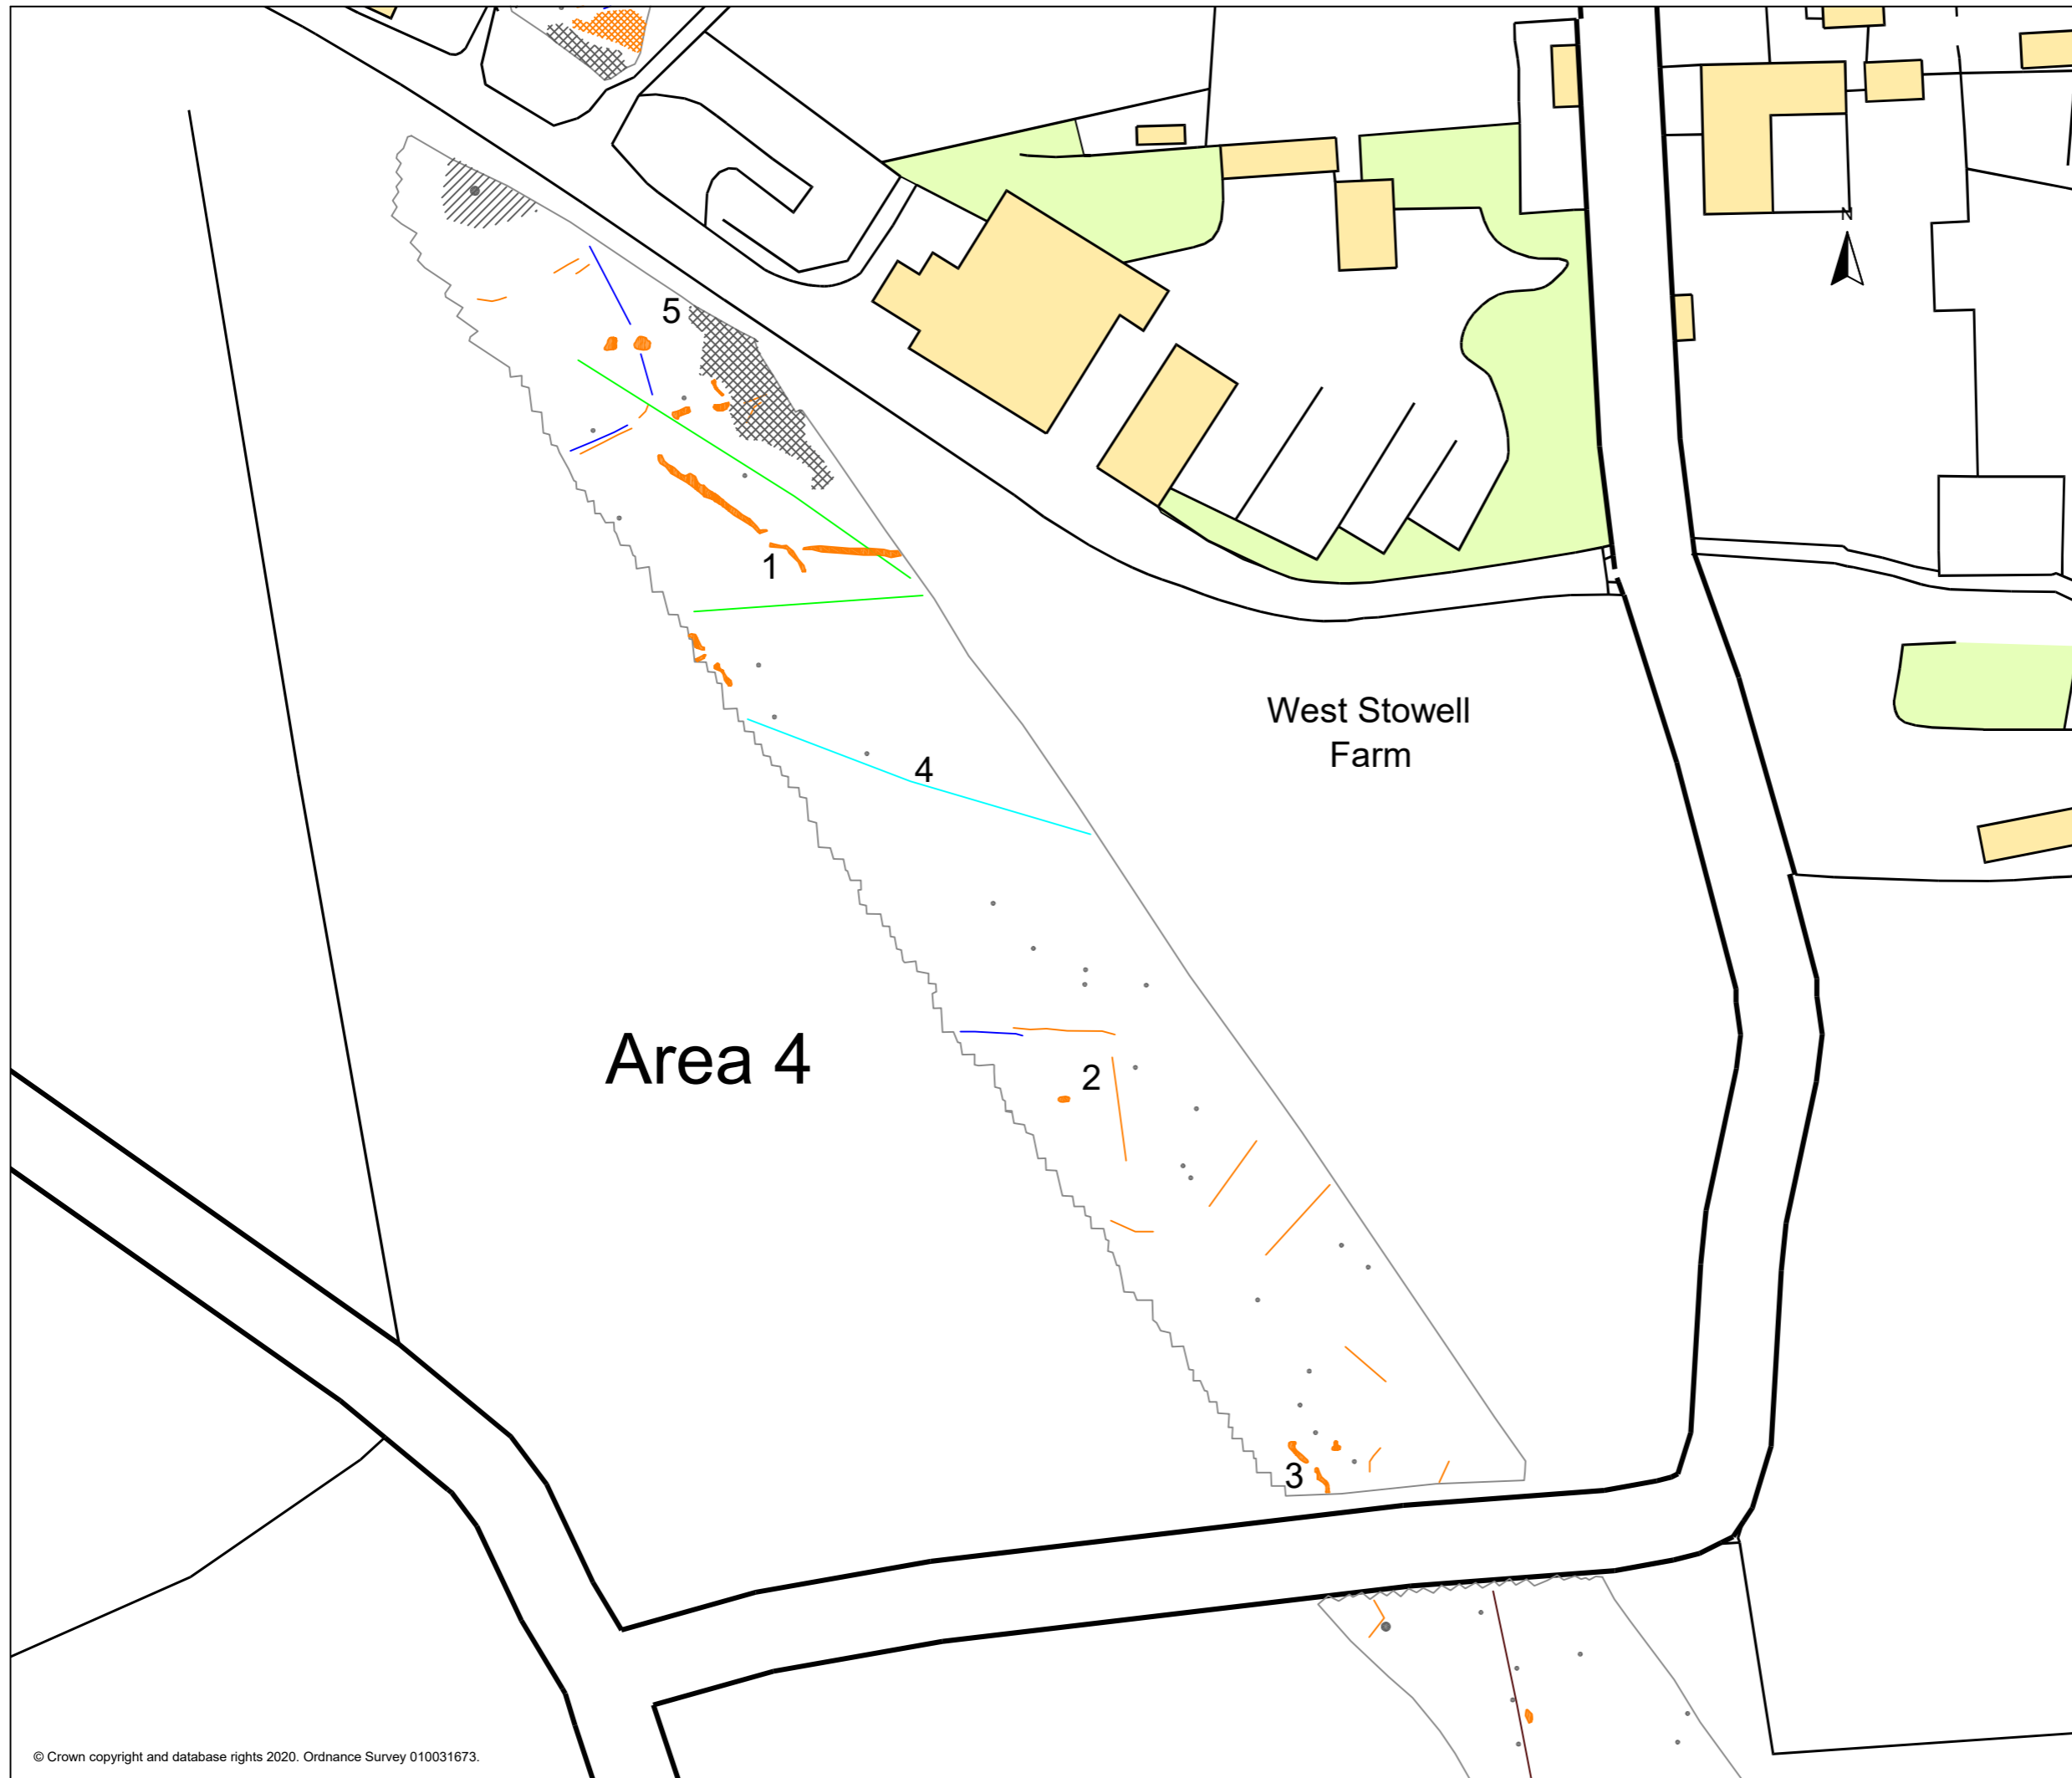 N
5
1
West Stowell
Farm
4
Area 4
2
3
© Crown copyright and database rights 2020. Ordnance Survey 010031673.